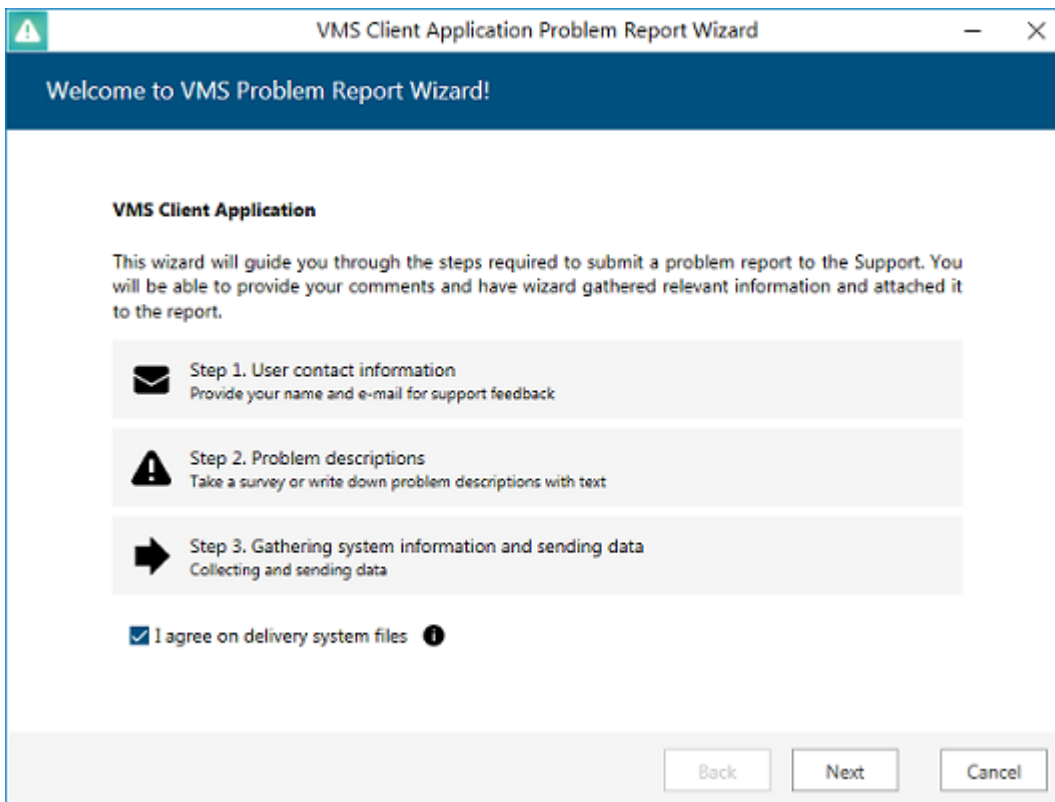 VMS Client Application Problem Report Wizard
Welcome to VMS Problem Report Wizard!
VMS Client Application
This wizard will guide you through the steps required to submit a problem report to the Support. You
will be able to provide your comments and have wizard gathered relevant information and attached it
to the report.
Step 1. User contact information
Provide your name and e-mail for support feedback
Step 2. Problem descriptions
Take a survey or write down problem descriptions with text
Step 3. Gathering system information and sending data
Collecting and sending data
I agree on delivery system files
Back Next Cancel